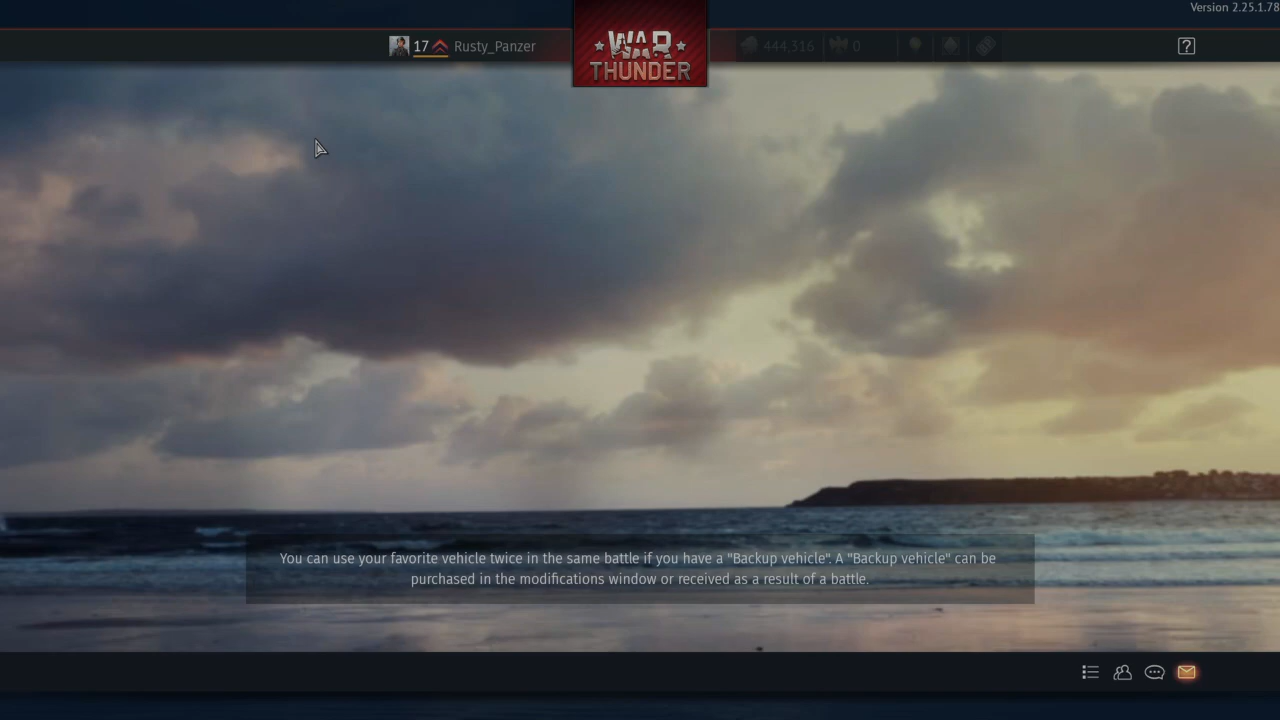 Version 2.25.1.78
17 Rusty_Panzer
WAR
THUNDER
444,316 0
?
You can use your favorite vehicle twice in the same battle if you have a "Backup vehicle". A "Backup vehicle" can be
purchased in the modifications window or received as a result of a battle.